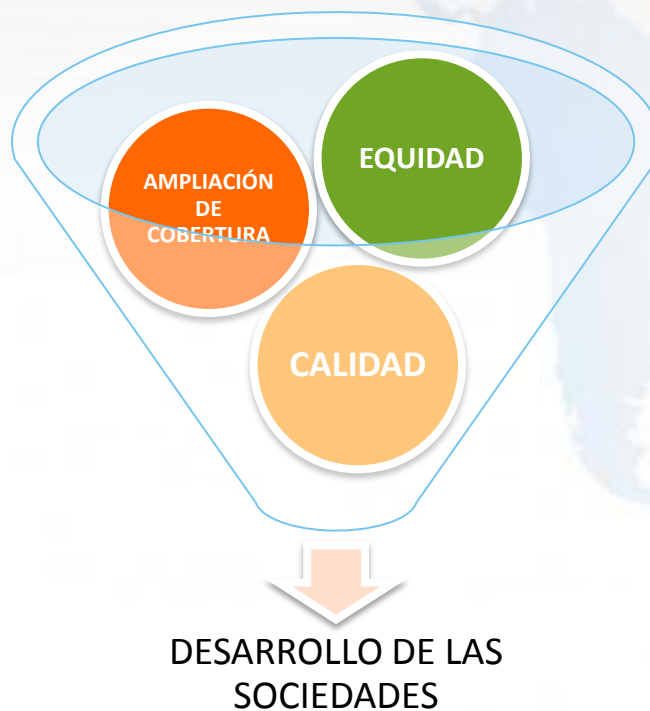 EQUIDAD
AMPLIACIÓN
DE
COBERTURA
CALIDAD
DESARROLLO DE LAS
SOCIEDADES